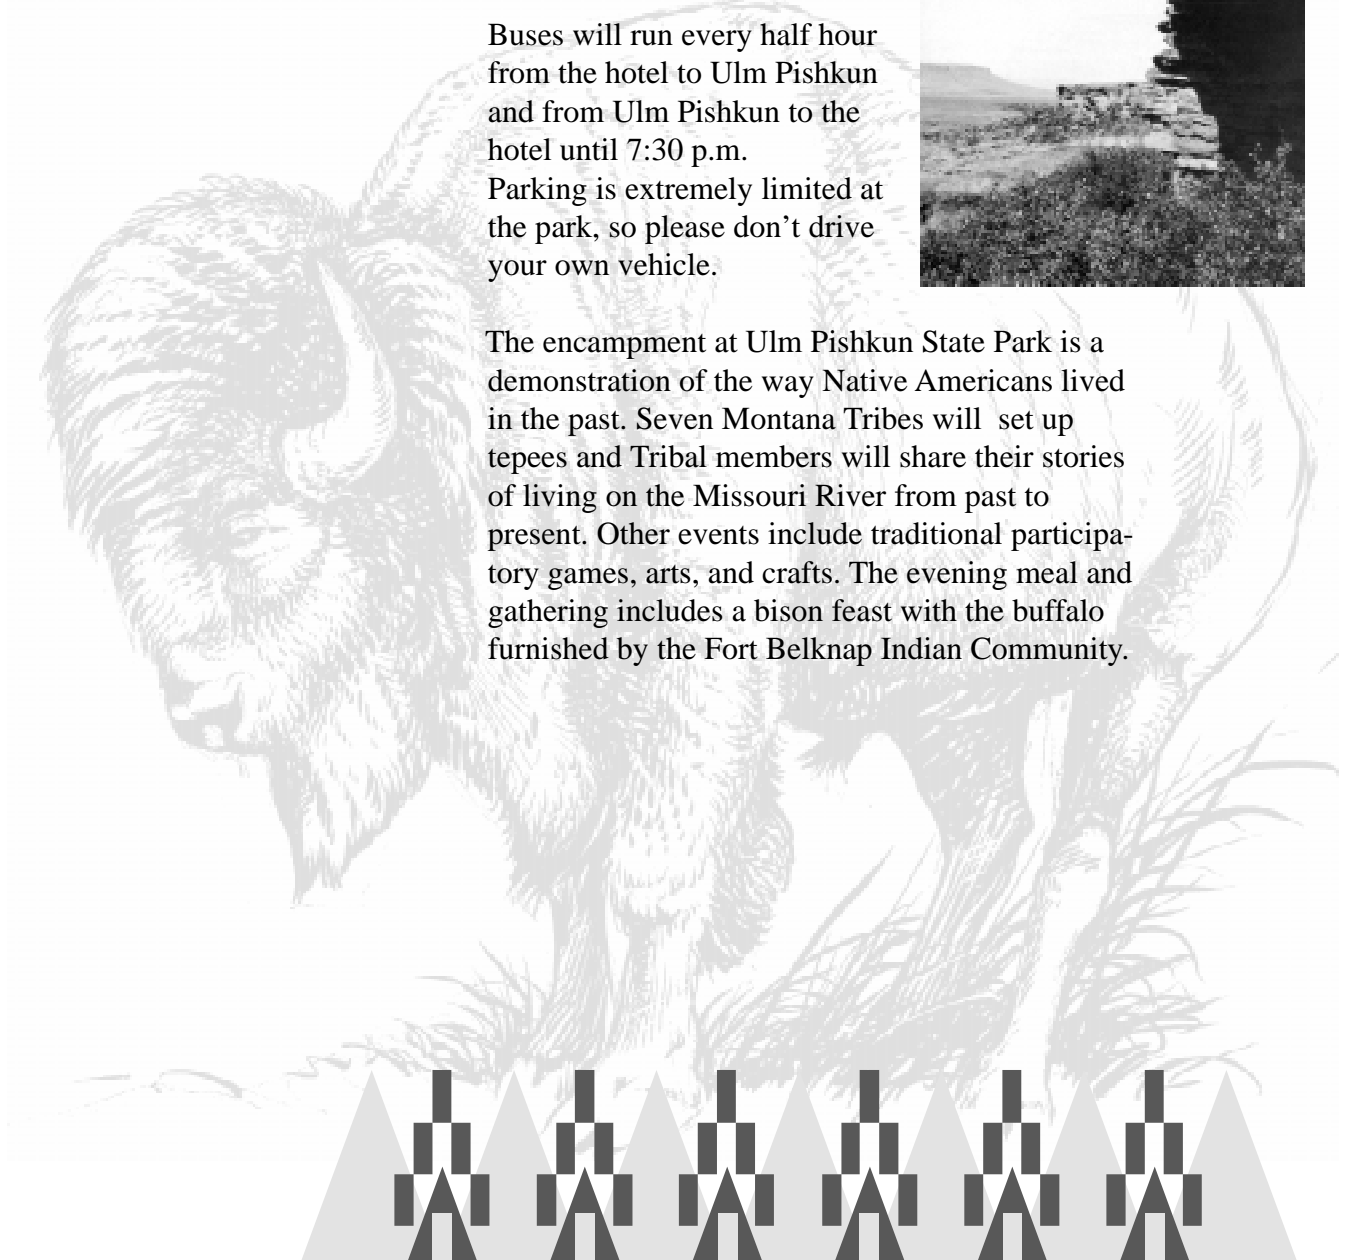 Buses will run every half hour
from the hotel to Ulm Pishkun
and from Ulm Pishkun to the
hotel until 7:30 p.m.
Parking is extremely limited at
the park, so please don’t drive
your own vehicle.
The encampment at Ulm Pishkun State Park is a
demonstration of the way Native Americans lived
in the past. Seven Montana Tribes will  set up
tepees and Tribal members will share their stories
of living on the Missouri River from past to
present. Other events include traditional participa-
tory games, arts, and crafts. The evening meal and
gathering includes a bison feast with the buffalo
furnished by the Fort Belknap Indian Community.